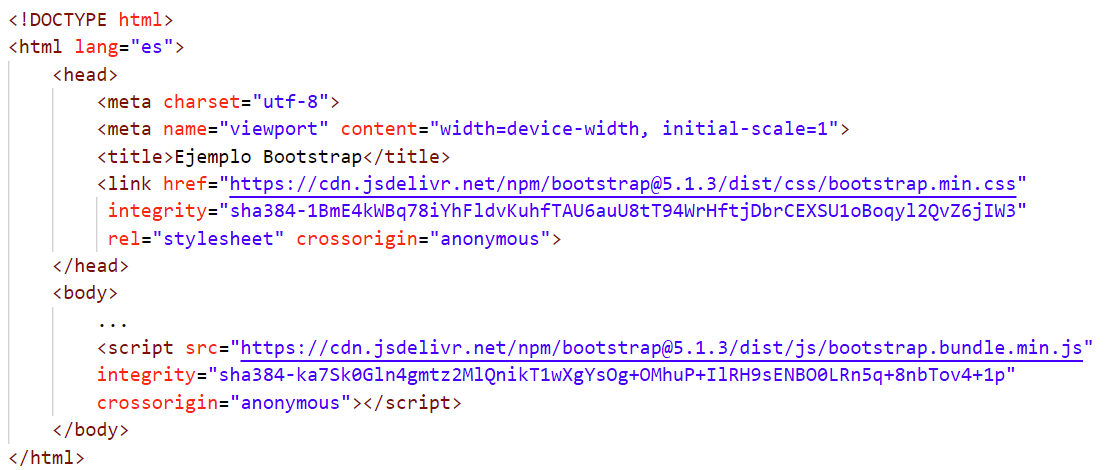 <!DOCTYPE html>
<html lang="es">
<head>
<meta charset="utf-8">
<meta name="viewport" content="width=device-width, initial-scale=1">
<title>Ejemplo Bootstrap</title>
<link href="https://cdn.jsdelivr.net/npm/bootstrap@5.1.3/dist/css/bootstrap.min.css"
integrity="sha384-1BmE4kWBq78iYhFldvKuhfTAU6auU8tT94WrHftjDbrCEXSU1oBoqyl2QvZ6jIW3"
rel="stylesheet" crossorigin="anonymous">
</head>
<body>
...
<script src="https://cdn.jsdelivr.net/npm/bootstrap@5.1.3/dist/js/bootstrap.bundle.min.js"
integrity="sha384-ka7Sk0Gln4gmtz2MlQnikT1wXgYsOg+OMhuP+IlRH9sENBO0LRn5q+8nbTov4+1p"
crossorigin="anonymous"></script>
</body>
</html>